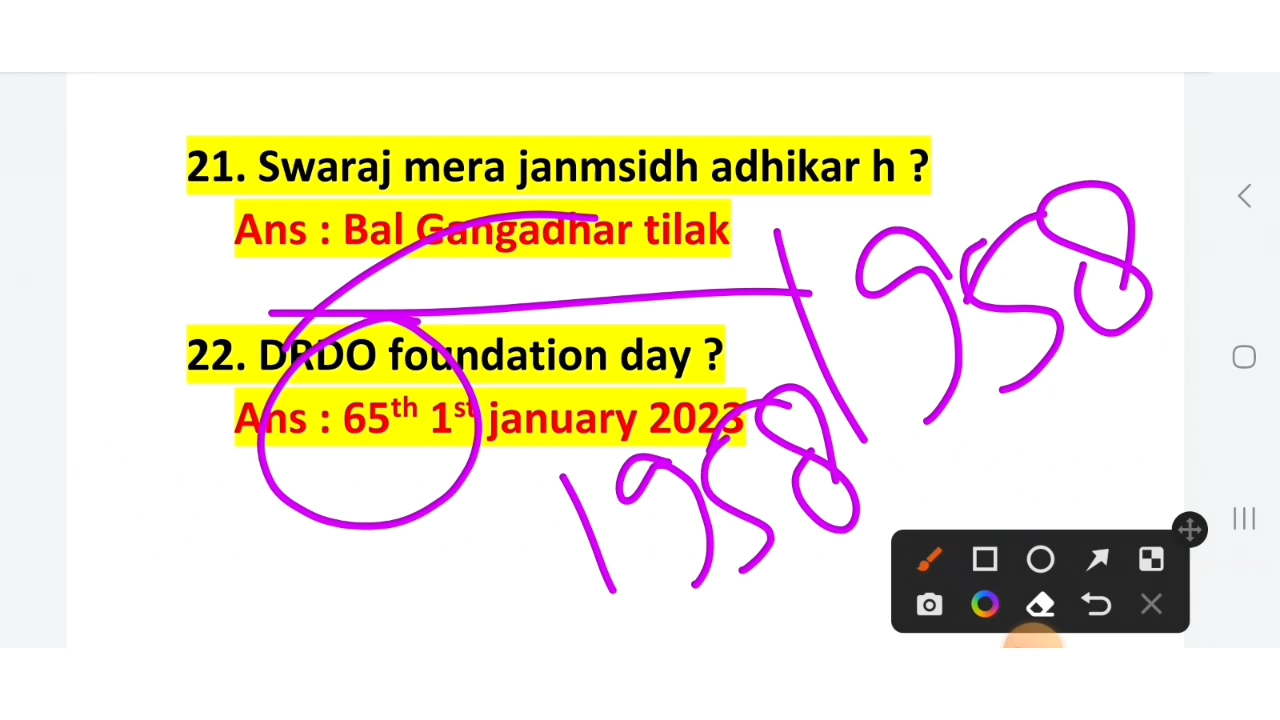 21. Swaraj mera janmsidh adhikar h ?
Ans : Bal Gangadhar tilak
1958
22. DRDO foundation day ?
Ans : 65th 1st january 2023
1958